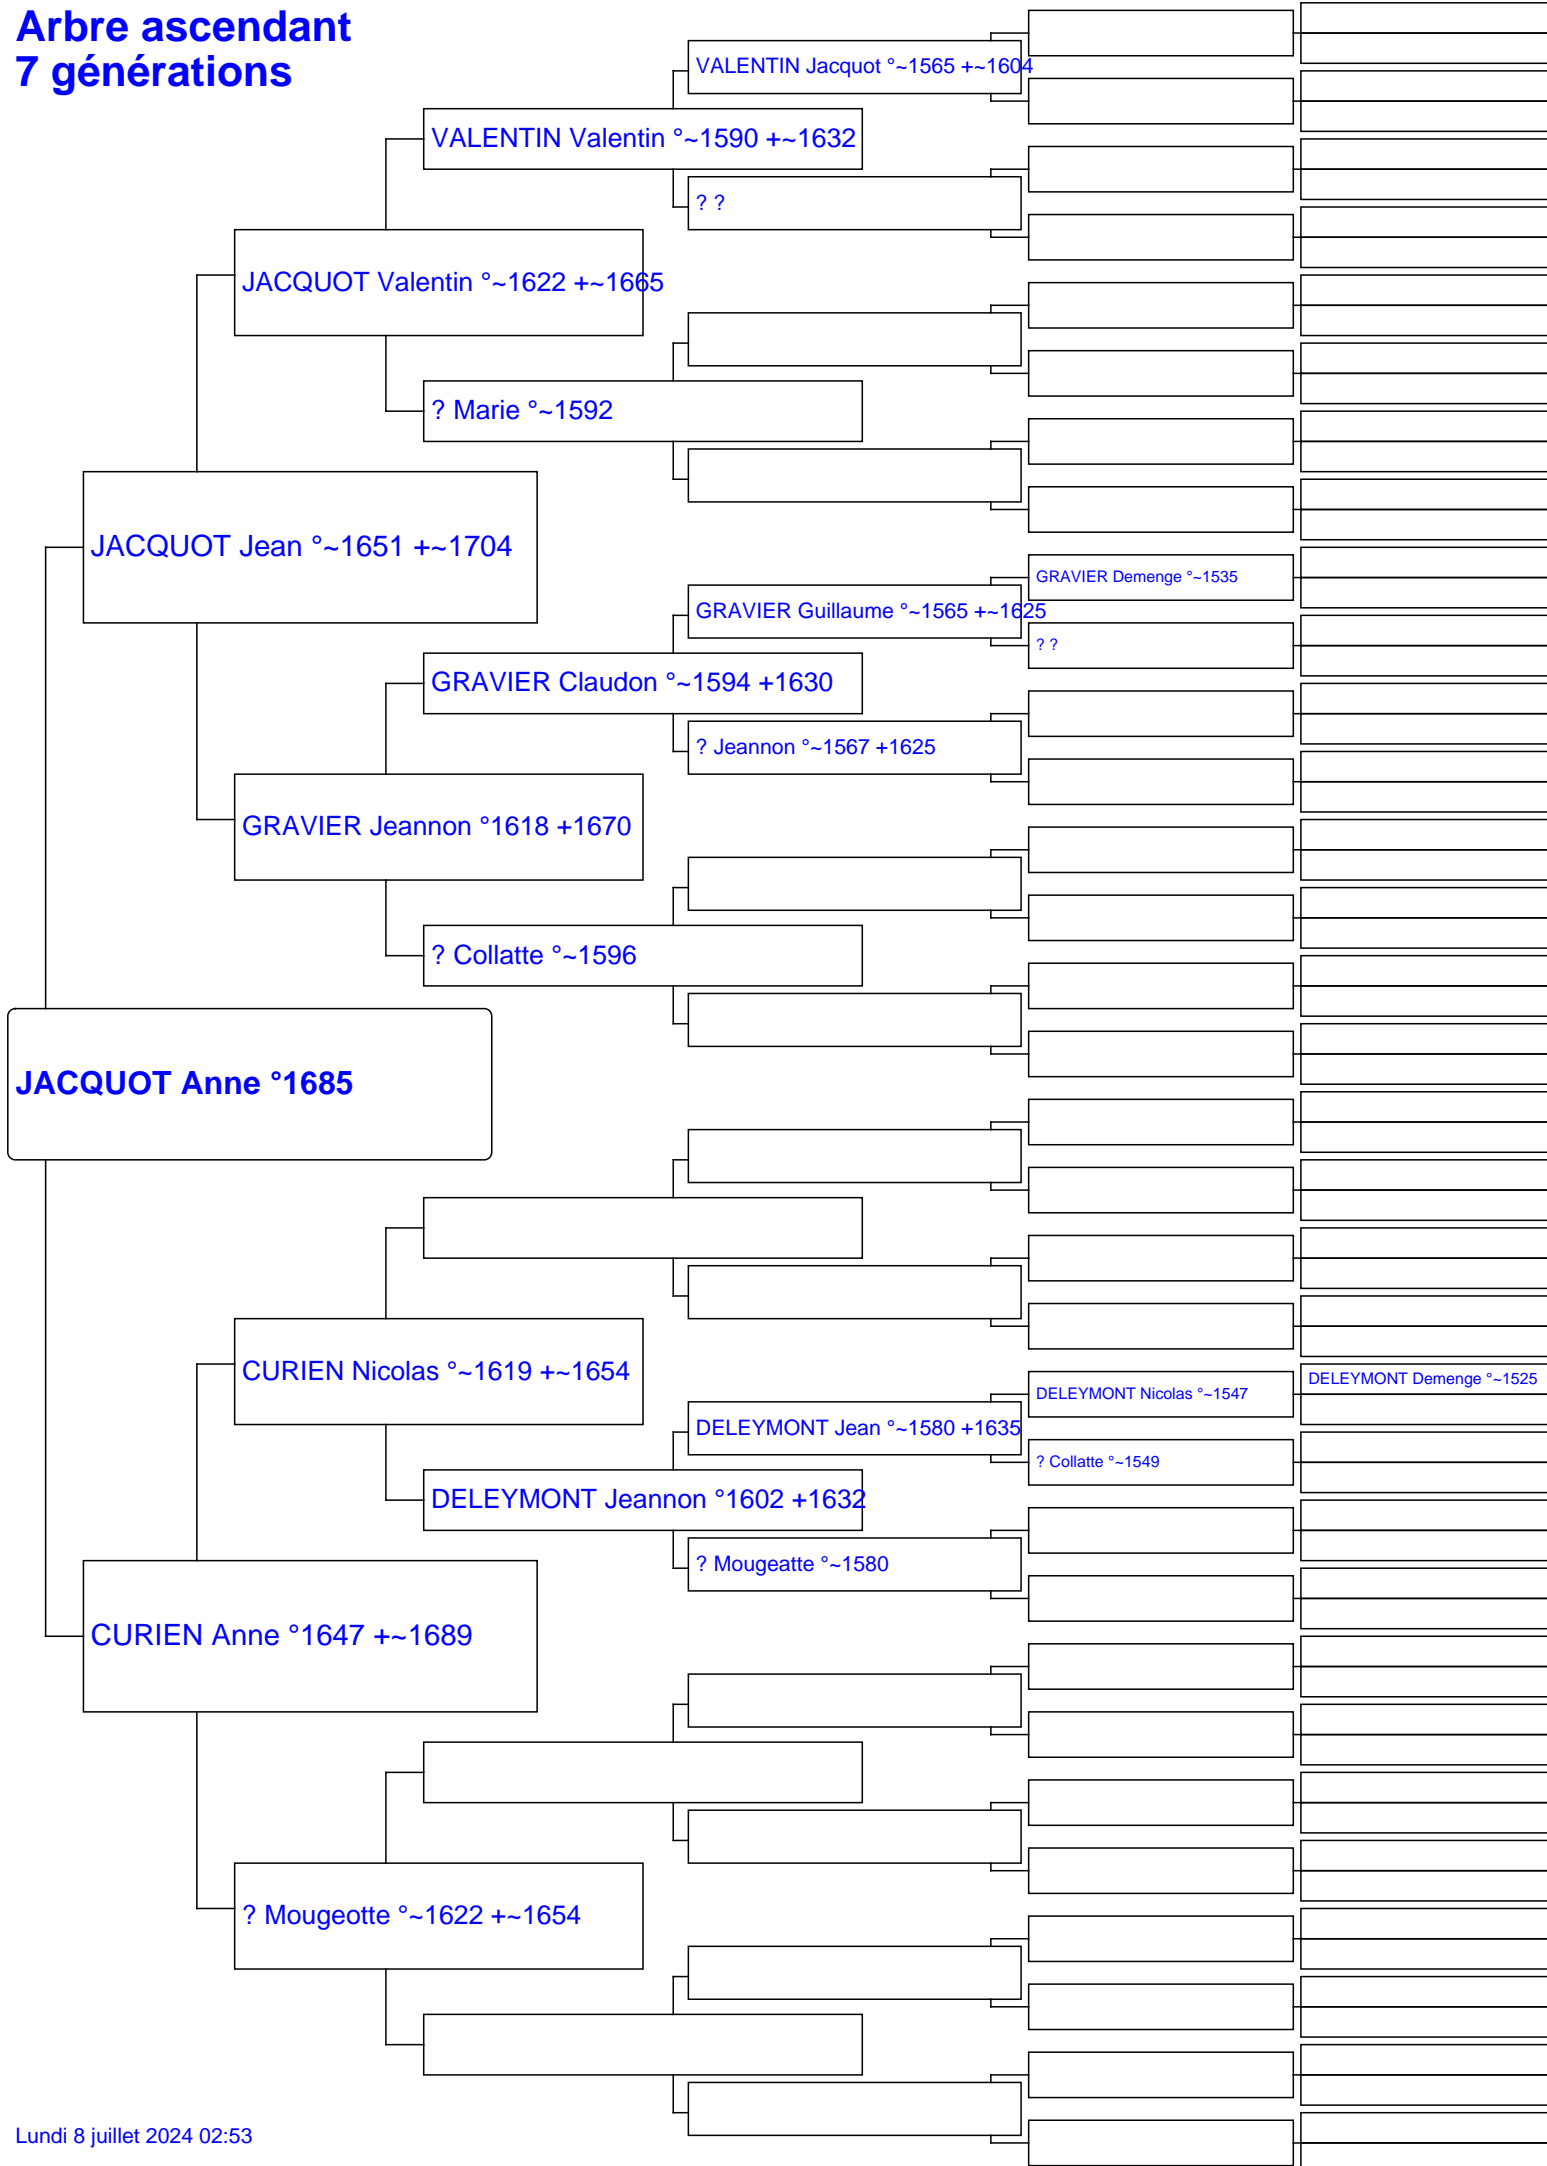 Arbre ascendant
7 générations
VALENTIN Jacquot °~1565 +~1604
VALENTIN Valentin °~1590 +~1632
? ?
JACQUOT Valentin °~1622 +~1665
? Marie °~1592
JACQUOT Jean °~1651 +~1704
GRAVIER Demenge °~1535
GRAVIER Guillaume °~1565 +~1625
? ?
GRAVIER Claudon °~1594 +1630
? Jeannon °~1567 +1625
GRAVIER Jeannon °1618 +1670
? Collatte °~1596
JACQUOT Anne °1685
CURIEN Nicolas °~1619 +~1654
DELEYMONT Demenge °~1525
DELEYMONT Nicolas °~1547
DELEYMONT Jean °~1580 +1635
? Collatte °~1549
DELEYMONT Jeannon °1602 +1632
? Mougeatte °~1580
CURIEN Anne °1647 +~1689
? Mougeotte °~1622 +~1654
Lundi 8 juillet 2024 02:53